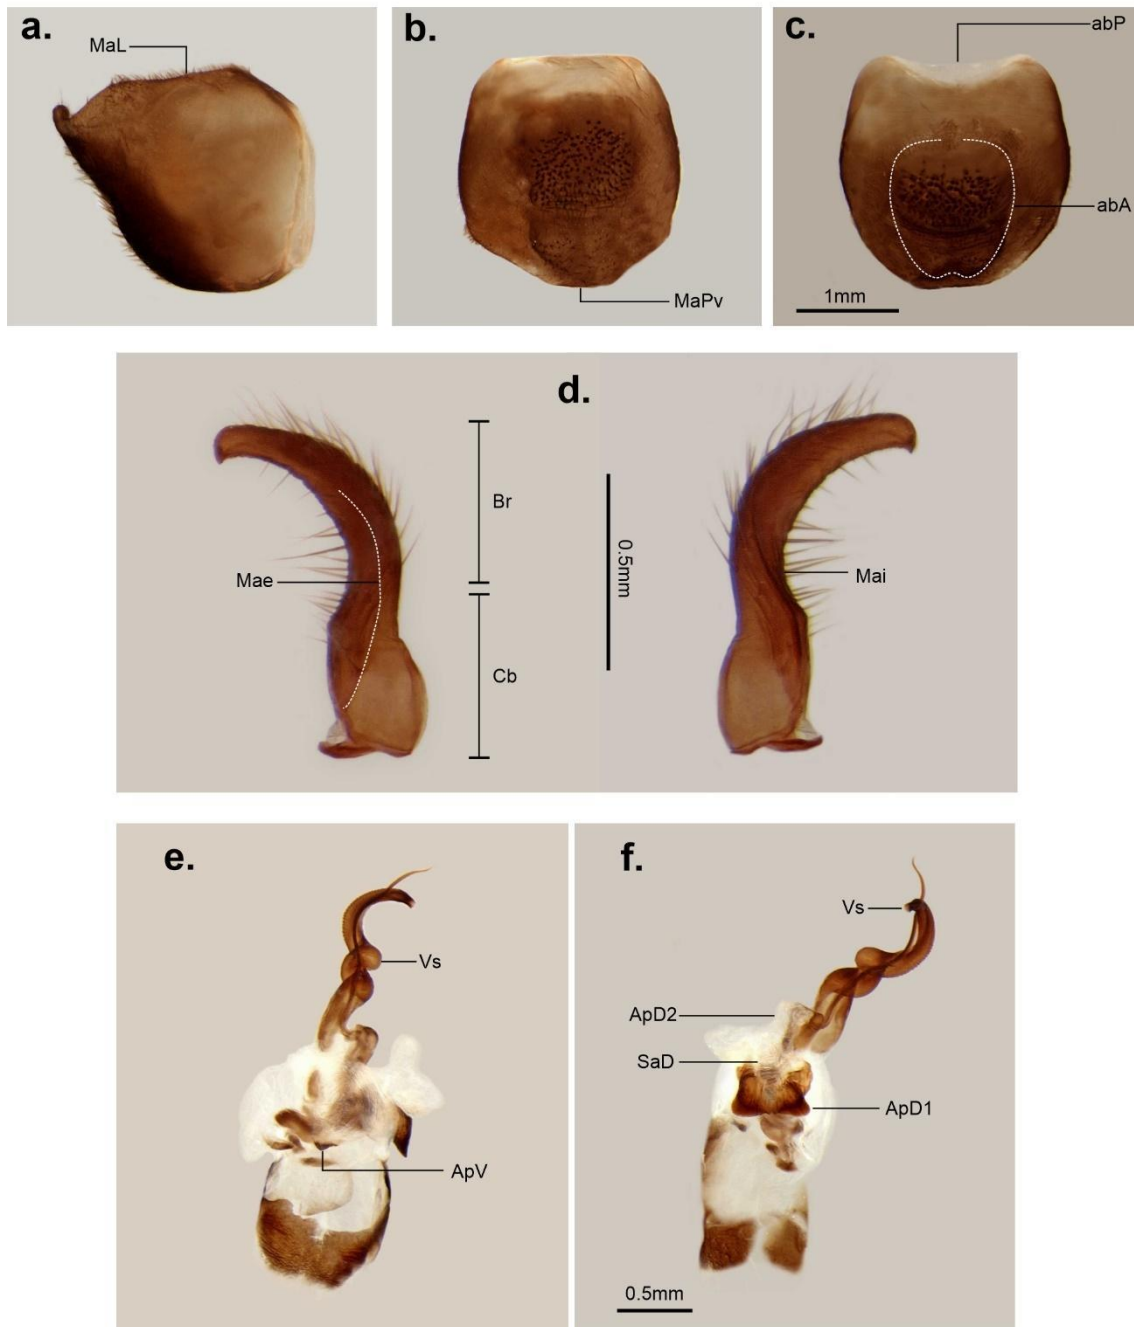 a.
MaL
b.
MaPv
c.
abP
abA
1mm
d.
Br
Mae
Cb
0.5mm
Mai
e.
Vs
ApV
f.
Vs
ApD2
SaD
ApD1
0.5mm